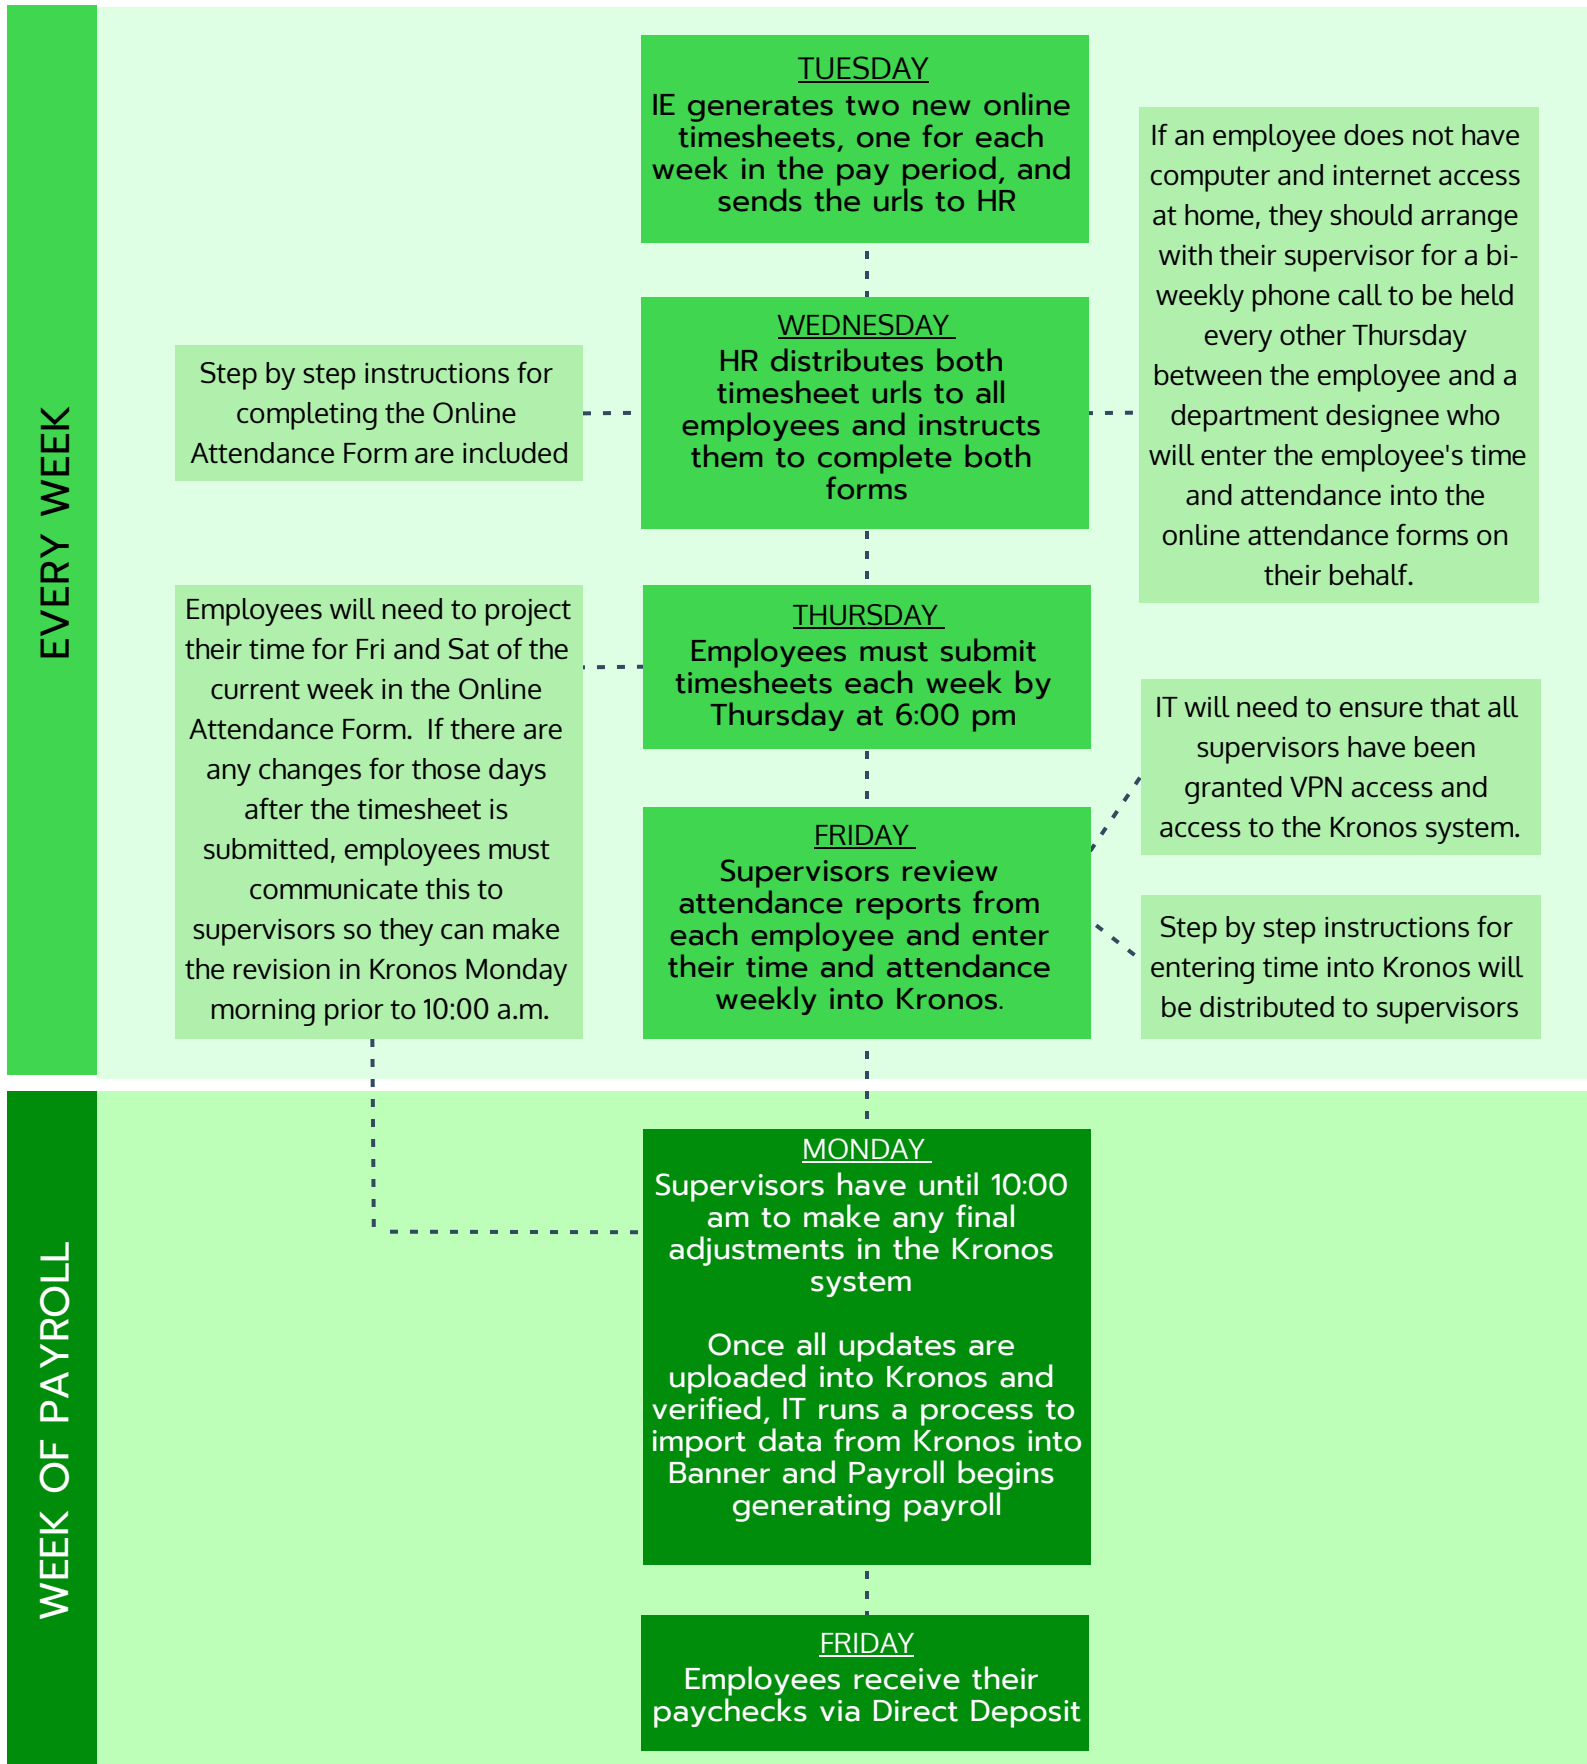 EVERY WEEK
TUESDAY
IE generates two new online
timesheets, one for each
week in the pay period, and
sends the urls to HR
If an employee does not have
computer and internet access
at home, they should arrange
with their supervisor for a bi-
weekly phone call to be held
every other Thursday
between the employee and a
department designee who
will enter the employee's time
and attendance into the
online attendance forms on
their behalf.
WEDNESDAY
HR distributes both
timesheet urls to all
employees and instructs
them to complete both
forms
Step by step instructions for
completing the Online
Attendance Form are included
THURSDAY
Employees must submit
timesheets each week by
Thursday at 6:00 pm
Employees will need to project
their time for Fri and Sat of the
current week in the Online
Attendance Form.  If there are
any changes for those days
after the timesheet is
submitted, employees must
communicate this to
supervisors so they can make
the revision in Kronos Monday
morning prior to 10:00 a.m.
IT will need to ensure that all
supervisors have been
granted VPN access and
access to the Kronos system.
FRIDAY
Supervisors review
attendance reports from
each employee and enter
their time and attendance
weekly into Kronos.
Step by step instructions for
entering time into Kronos will
be distributed to supervisors
WEEK OF PAYROLL
MONDAY
Supervisors have until 10:00
am to make any final
adjustments in the Kronos
system
Once all updates are
uploaded into Kronos and
verified, IT runs a process to
import data from Kronos into
Banner and Payroll begins
generating payroll
FRIDAY
Employees receive their
paychecks via Direct Deposit